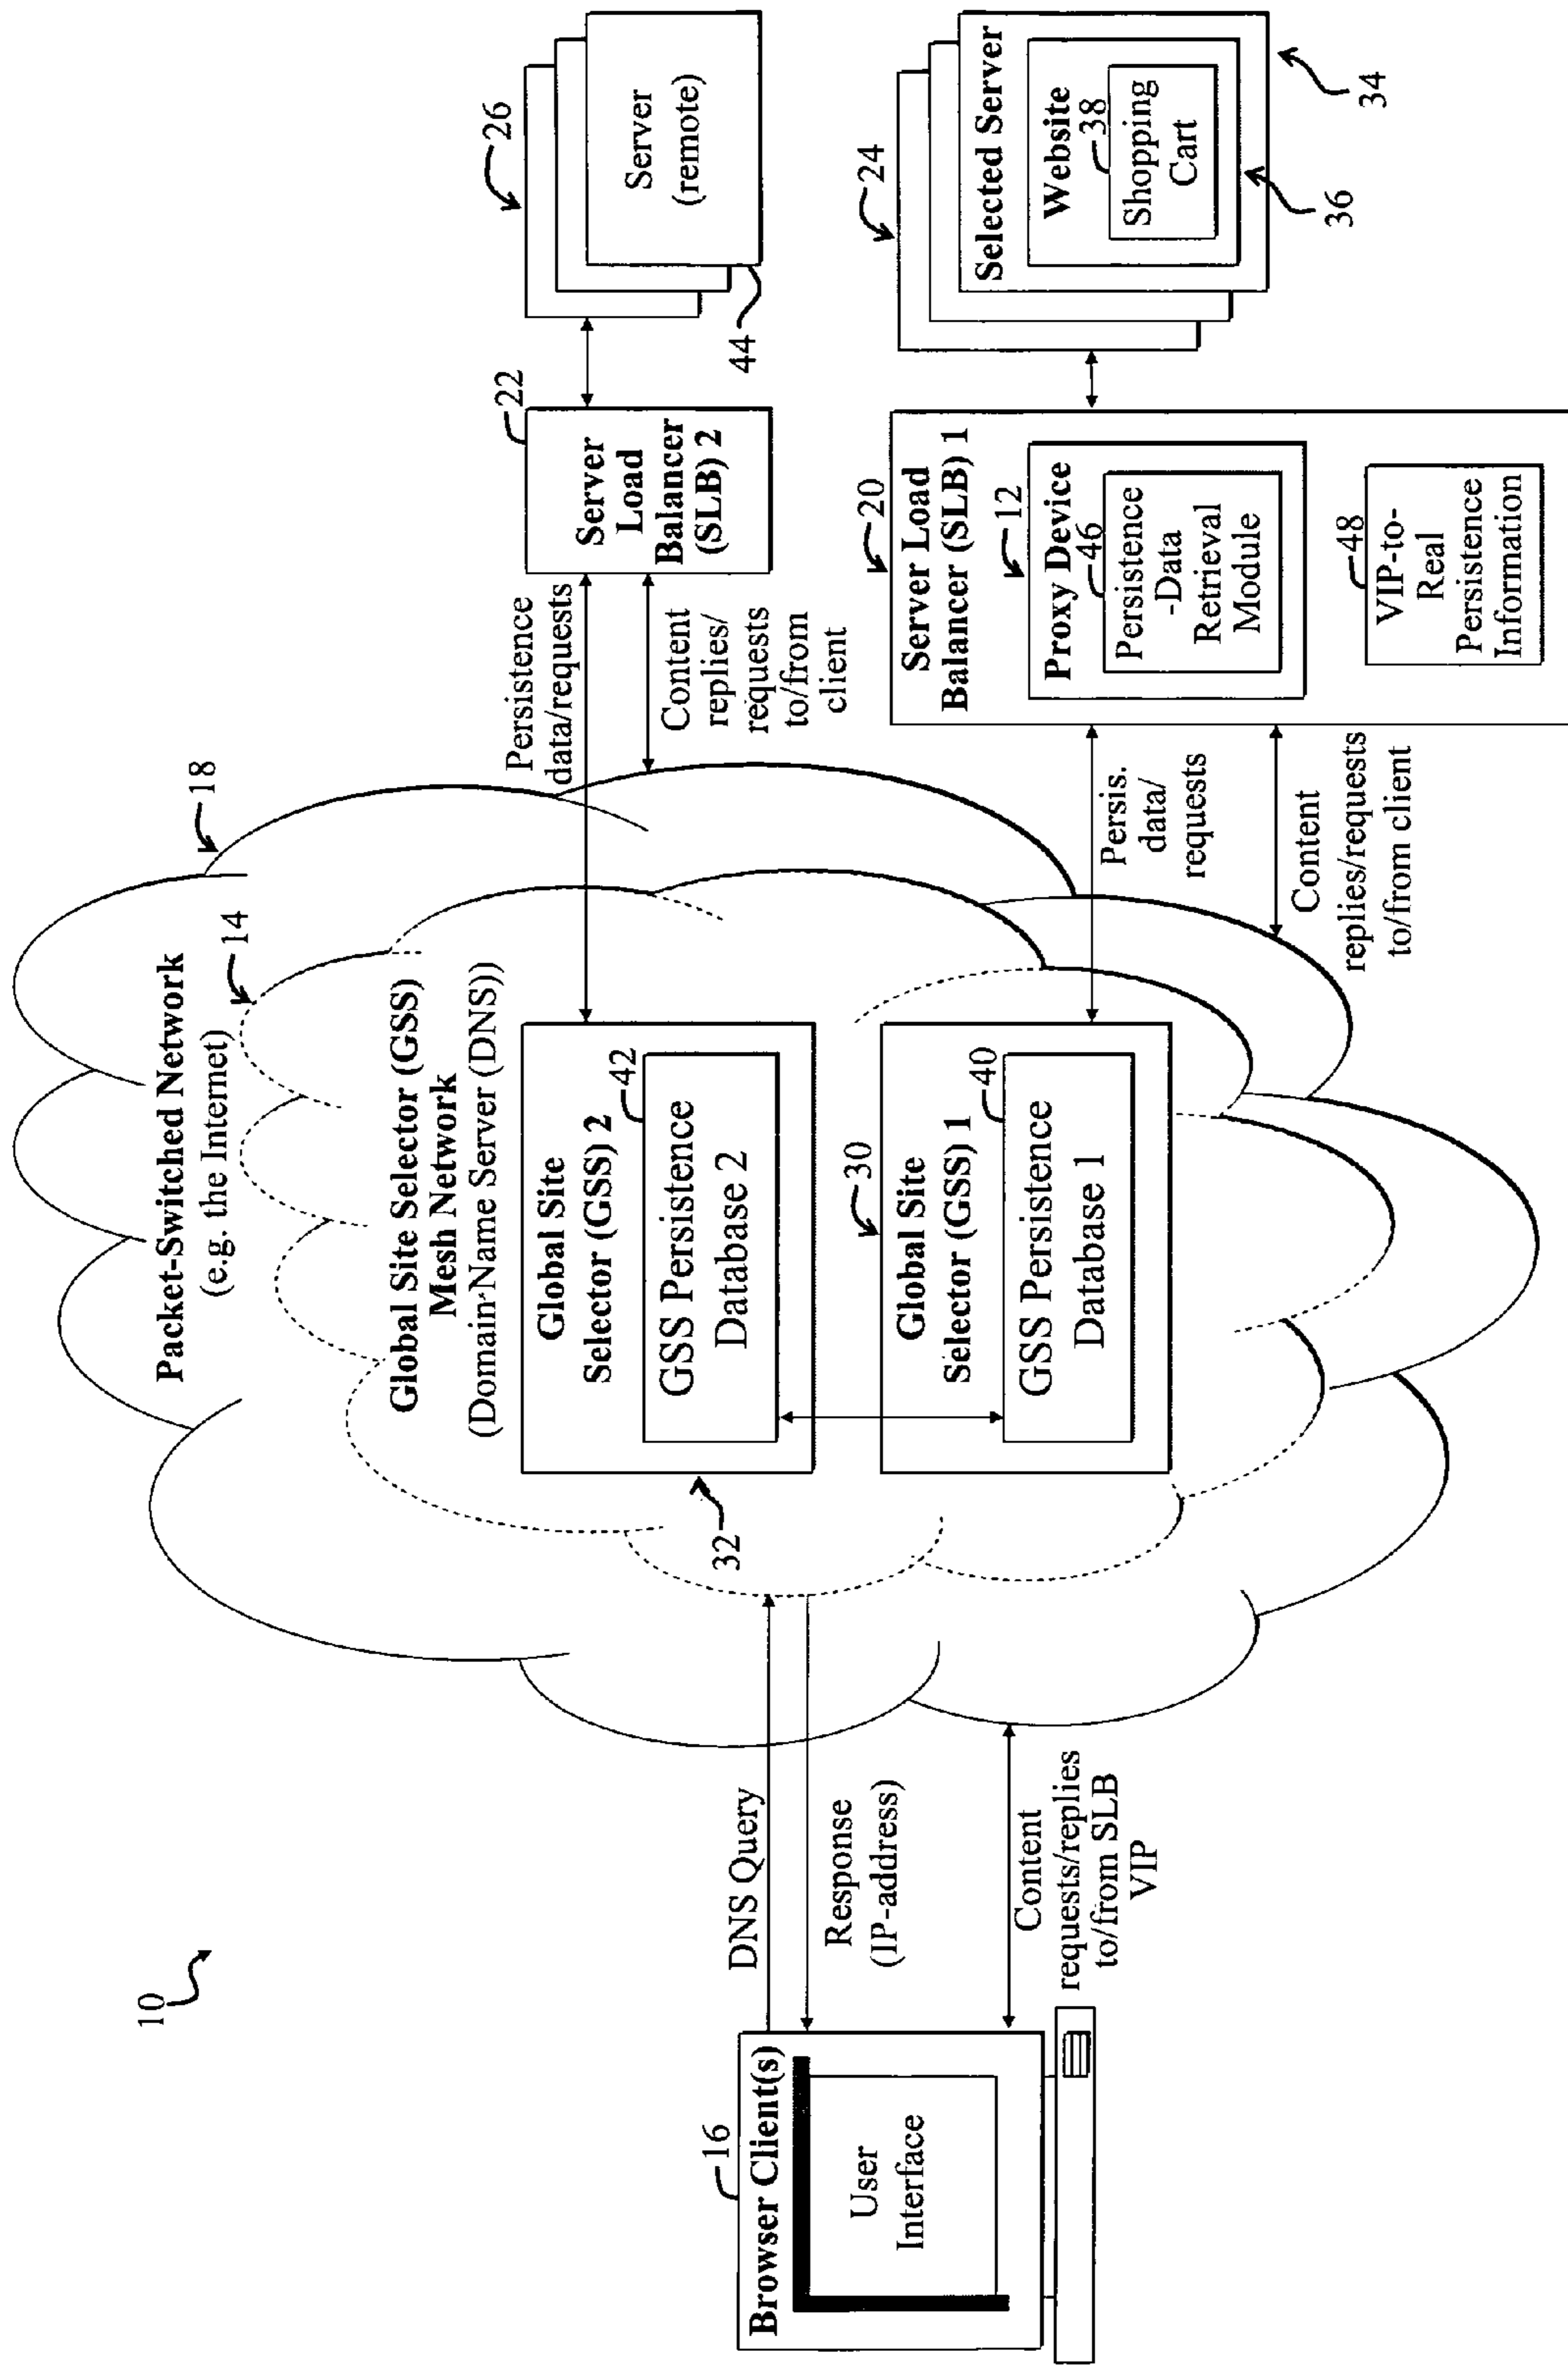 10
16
Browser Client(s)
User
Interface
DNS Query
Response
(IP-address)
Content
requests/replies
to/from SLB
VIP
18
Packet-Switched Network
(e.g. the Internet)
14
Global Site Selector (GSS)
Mesh Network
(Domain-Name Server (DNS))
32
Global Site
Selector (GSS) 2
42
GSS Persistence
Database 2
30
Global Site
Selector (GSS) 1
40
GSS Persistence
Database 1
Persistence
data/requests
Content
replies/
requests
to/from
client
Persis.
data/
requests
Content
replies/requests
to/from client
22
Server
Load
Balancer
(SLB) 2
26
Server
(remote)
44
20
Server Load
Balancer (SLB) 1
12
Proxy Device
46
Persistence
-Data
Retrieval
Module
48
VIP-to-
Real
Persistence
Information
24
Selected Server
Website
38
Shopping
Cart
36
34